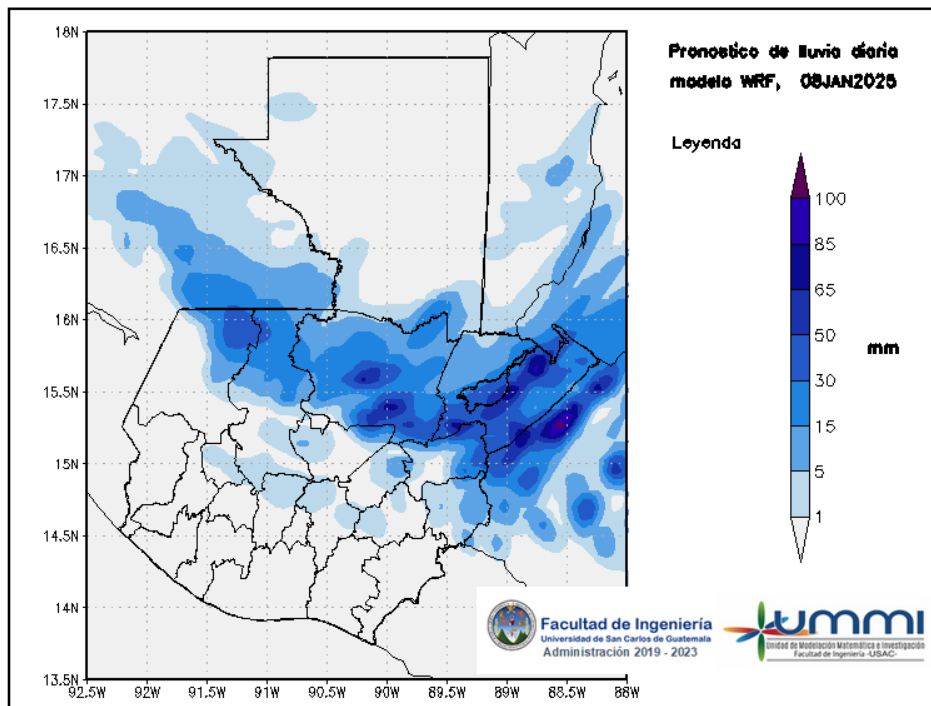 18N
17.5N
17N
16.5N
16N
15.5N
15N
14.5N
14N
13.5N
92.5W
92W
91.5W
91W
90.5W
90W
89.5W
89W
88.5W
88W
Pronostico de lluvia diaria
modelo WRF, 08JAN2025
Leyenda
100
85
65
50
30
15
5
1
mm
Facultad de Ingeniería
Universidad de San Carlos de Guatemala
Administración 2019 - 2023
ummi
Unidad de Modelación Matemática e Investigación
Facultad de Ingeniería -USAC-